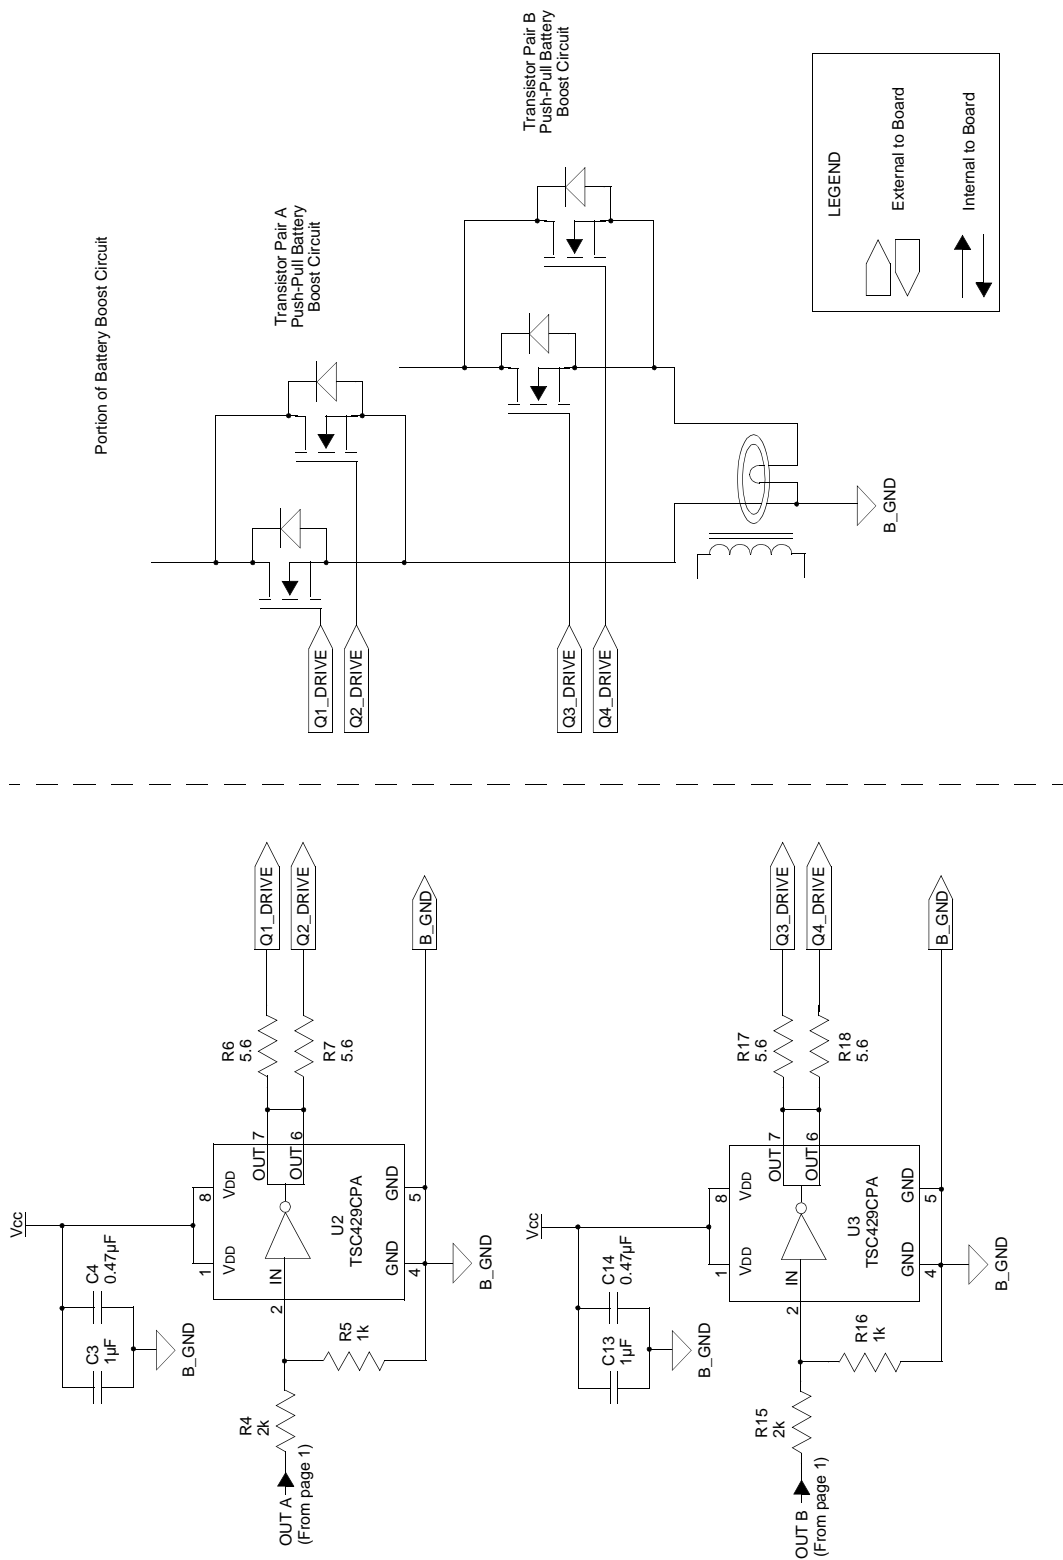 Portion of Battery Boost Circuit
Transistor Pair A
Push-Pull Battery
Boost Circuit
Transistor Pair B
Push-Pull Battery
Boost Circuit
Q1_DRIVE
Q2_DRIVE
Q3_DRIVE
Q4_DRIVE
B_GND
LEGEND
External to Board
Internal to Board
Vcc
C3
1µF
C4
0.47µF
B_GND
1
VDD
8
VDD
OUT A
(From page 1)
R4
2k
2
IN
R5
1k
U2
TSC429CPA
OUT 7
OUT 6
GND
4
GND
5
B_GND
R6
5.6
R7
5.6
Q1_DRIVE
Q2_DRIVE
B_GND
Vcc
C13
1µF
C14
0.47µF
B_GND
1
VDD
8
VDD
OUT B
(From page 1)
R15
2k
2
IN
R16
1k
U3
TSC429CPA
OUT 7
OUT 6
GND
4
GND
5
B_GND
R17
5.6
R18
5.6
Q3_DRIVE
Q4_DRIVE
B_GND